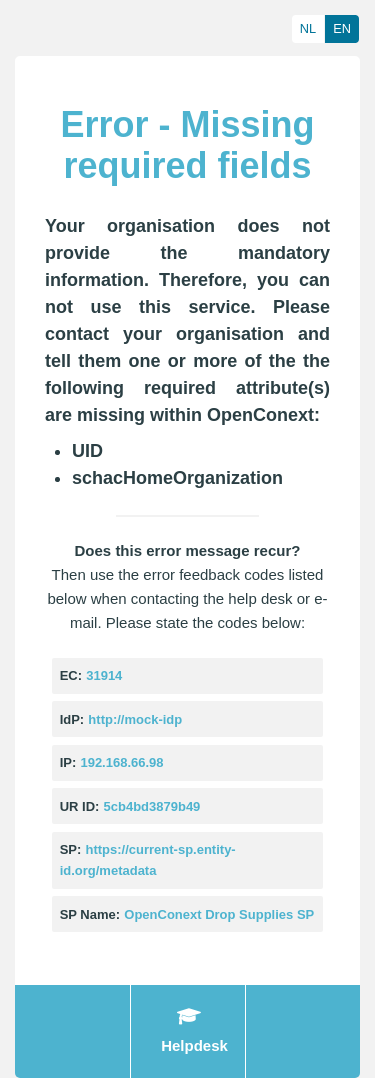 NL EN
Error - Missing
required fields
Your organisation does not
provide the mandatory
information. Therefore, you can
not use this service. Please
contact your organisation and
tell them one or more of the the
following required attribute(s)
are missing within OpenConext:
• UID
• schacHomeOrganization
Does this error message recur?
Then use the error feedback codes listed
below when contacting the help desk or e-
mail. Please state the codes below:
EC: 31914
IdP: http://mock-idp
IP: 192.168.66.98
UR ID: 5cb4bd3879b49
SP: https://current-sp.entity-
id.org/metadata
SP Name: OpenConext Drop Supplies SP
Helpdesk